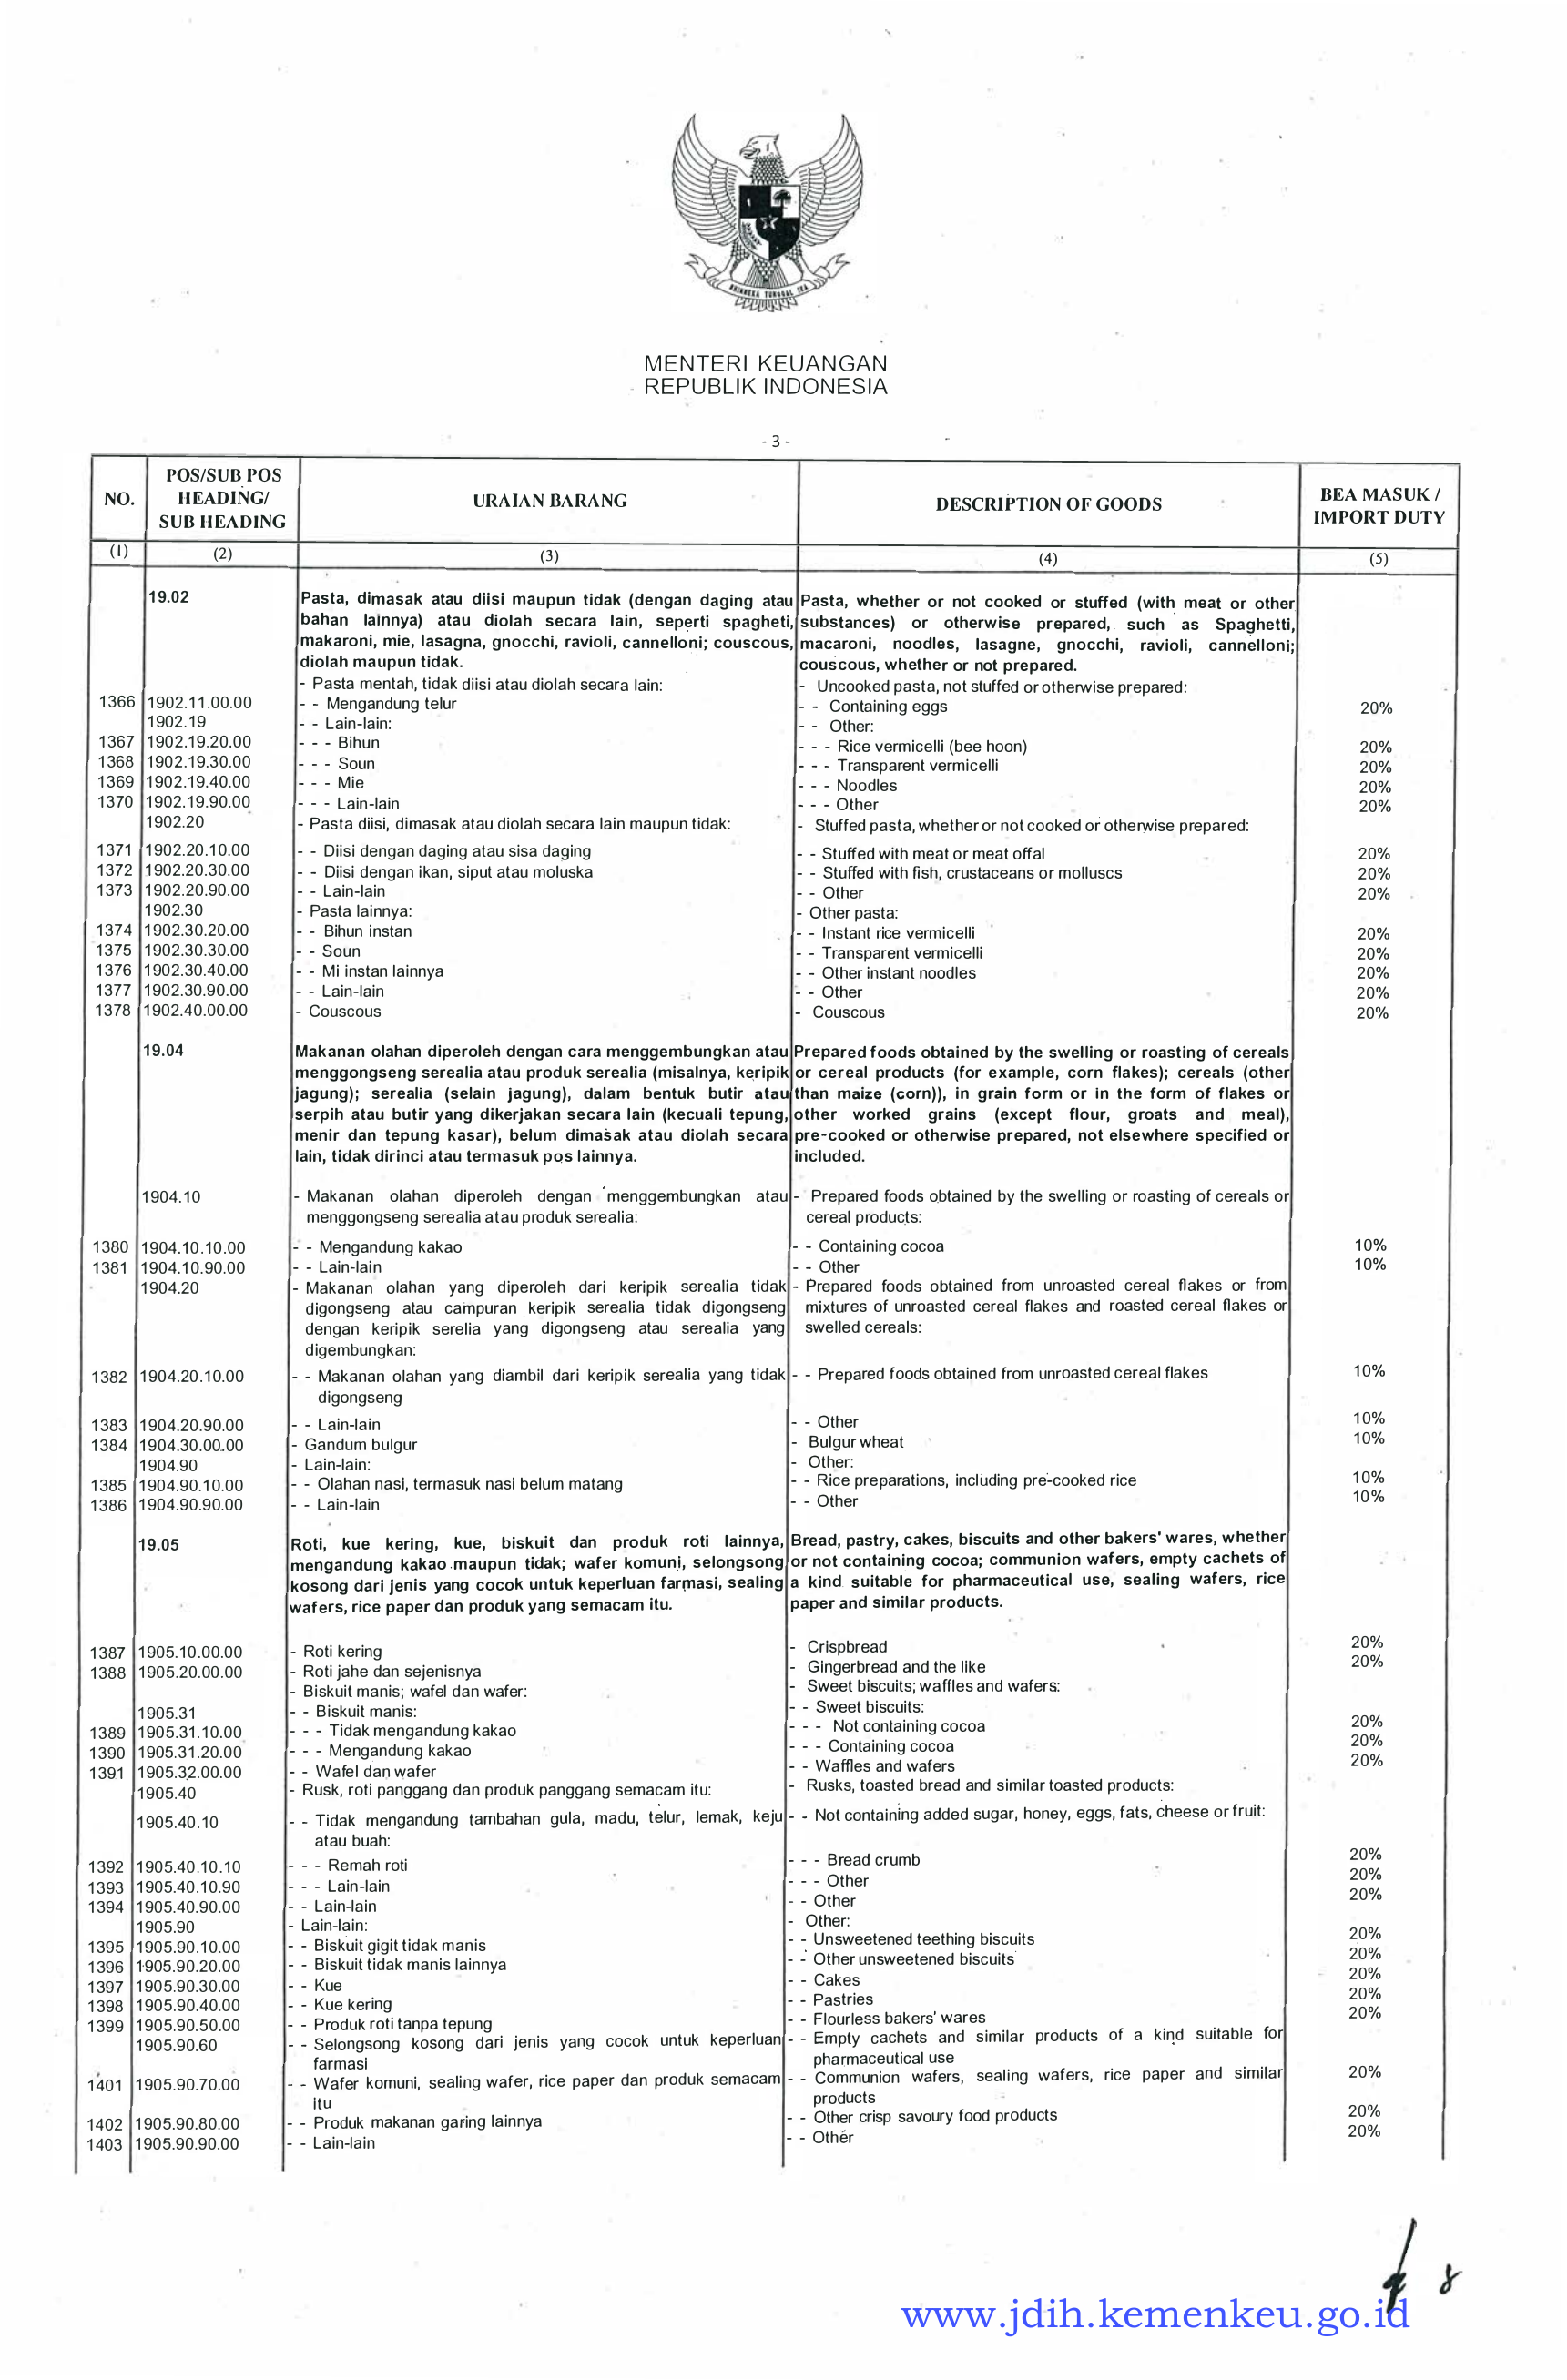 BHINNEKA TUNGGAL IKA
MENTERI KEUANGAN
REPUBLIK INDONESIA
- 3 -
NO. POS/SUB POS HEADING/ SUB HEADING URAIAN BARANG DESCRIPTION OF GOODS BEA MASUK / IMPORT DUTY
(1) (2) (3) (4) (5)
19.02 Pasta, dimasak atau diisi maupun tidak (dengan daging atau Pasta, whether or not cooked or stuffed (with meat or other
bahan lainnya) atau diolah secara lain, seperti spagheti, substances) or otherwise prepared, such as Spaghetti,
makaroni, mie, lasagna, gnocchi, ravioli, cannelloni; couscous, macaroni, noodles, lasagne, gnocchi, ravioli, cannelloni;
diolah maupun tidak. couscous, whether or not prepared.
- Pasta mentah, tidak diisi atau diolah secara lain: - Uncooked pasta, not stuffed or otherwise prepared:
1366 1902.11.00.00 - - Mengandung telur - - Containing eggs 20%
1902.19 - - Lain-lain: - - Other:
1367 1902.19.20.00 - - - Bihun - - - Rice vermicelli (bee hoon) 20%
1368 1902.19.30.00 - - - Soun - - - Transparent vermicelli 20%
1369 1902.19.40.00 - - - Mie - - - Noodles 20%
1370 1902.19.90.00 - - - Lain-lain - - - Other 20%
1902.20 - Pasta diisi, dimasak atau diolah secara lain maupun tidak: - Stuffed pasta, whether or not cooked or otherwise prepared:
1371 1902.20.10.00 - - Diisi dengan daging atau sisa daging - - Stuffed with meat or meat offal 20%
1372 1902.20.30.00 - - Diisi dengan ikan, siput atau moluska - - Stuffed with fish, crustaceans or molluscs 20%
1373 1902.20.90.00 - - Lain-lain - - Other 20%
1902.30 - Pasta lainnya: - Other pasta:
1374 1902.30.20.00 - - Bihun instan - - Instant rice vermicelli 20%
1375 1902.30.30.00 - - Soun - - Transparent vermicelli 20%
1376 1902.30.40.00 - - Mi instan lainnya - - Other instant noodles 20%
1377 1902.30.90.00 - - Lain-lain - - Other 20%
1378 1902.40.00.00 - Couscous - Couscous 20%
19.04 Makanan olahan diperoleh dengan cara menggembungkan atau Prepared foods obtained by the swelling or roasting of cereals
menggongseng serealia atau produk serealia (misalnya, keripik or cereal products (for example, corn flakes); cereals (other
jagung); serealia (selain jagung), dalam bentuk butir atau than maize (corn)), in grain form or in the form of flakes or
serpih atau butir yang dikerjakan secara lain (kecuali tepung, other worked grains (except flour, groats and meal),
menir dan tepung kasar), belum dimasak atau diolah secara pre-cooked or otherwise prepared, not elsewhere specified or
lain, tidak dirinci atau termasuk pos lainnya. included.
1904.10 - Makanan olahan diperoleh dengan menggembungkan atau - Prepared foods obtained by the swelling or roasting of cereals or
menggongseng serealia atau produk serealia: cereal products:
1380 1904.10.10.00 - - Mengandung kakao - - Containing cocoa 10%
1381 1904.10.90.00 - - Lain-lain - - Other 10%
1904.20 - Makanan olahan yang diperoleh dari keripik serealia tidak - Prepared foods obtained from unroasted cereal flakes or from
digongseng atau campuran keripik serealia tidak digongseng mixtures of unroasted cereal flakes and roasted cereal flakes or
dengan keripik serelia yang digongseng atau serealia yang swelled cereals:
digembungkan:
1382 1904.20.10.00 - - Makanan olahan yang diambil dari keripik serealia yang tidak - - Prepared foods obtained from unroasted cereal flakes 10%
digongseng
1383 1904.20.90.00 - - Lain-lain - - Other 10%
1384 1904.30.00.00 - Gandum bulgur - Bulgur wheat 10%
1904.90 - Lain-lain: - Other:
1385 1904.90.10.00 - - Olahan nasi, termasuk nasi belum matang - - Rice preparations, including pre-cooked rice 10%
1386 1904.90.90.00 - - Lain-lain - - Other 10%
19.05 Roti, kue kering, kue, biskuit dan produk roti lainnya, Bread, pastry, cakes, biscuits and other bakers' wares, whether
mengandung kakao maupun tidak; wafer komuni, selongsong or not containing cocoa; communion wafers, empty cachets of
kosong dari jenis yang cocok untuk keperluan farmasi, sealing a kind suitable for pharmaceutical use, sealing wafers, rice
wafers, rice paper dan produk yang semacam itu. paper and similar products.
1387 1905.10.00.00 - Roti kering - Crispbread 20%
1388 1905.20.00.00 - Roti jahe dan sejenisnya - Gingerbread and the like 20%
- Biskuit manis; wafel dan wafer: - Sweet biscuits; waffles and wafers:
1905.31 - - Biskuit manis: - - Sweet biscuits:
1389 1905.31.10.00 - - - Tidak mengandung kakao - - - Not containing cocoa 20%
1390 1905.31.20.00 - - - Mengandung kakao - - - Containing cocoa 20%
1391 1905.32.00.00 - - Wafel dan wafer - - Waffles and wafers 20%
1905.40 - Rusk, roti panggang dan produk panggang semacam itu: - Rusks, toasted bread and similar toasted products:
1905.40.10 - - Tidak mengandung tambahan gula, madu, telur, lemak, keju - - Not containing added sugar, honey, eggs, fats, cheese or fruit:
atau buah:
1392 1905.40.10.10 - - - Remah roti - - - Bread crumb 20%
1393 1905.40.10.90 - - - Lain-lain - - - Other 20%
1394 1905.40.90.00 - - Lain-lain - - Other 20%
1905.90 - Lain-lain: - Other:
1395 1905.90.10.00 - - Biskuit gigit tidak manis - - Unsweetened teething biscuits 20%
1396 1905.90.20.00 - - Biskuit tidak manis lainnya - - Other unsweetened biscuits 20%
1397 1905.90.30.00 - - Kue - - Cakes 20%
1398 1905.90.40.00 - - Kue kering - - Pastries 20%
1399 1905.90.50.00 - - Produk roti tanpa tepung - - Flourless bakers' wares 20%
1905.90.60 - - Selongsong kosong dari jenis yang cocok untuk keperluan - - Empty cachets and similar products of a kind suitable for
farmasi pharmaceutical use
1401 1905.90.70.00 - - Wafer komuni, sealing wafer, rice paper dan produk semacam - - Communion wafers, sealing wafers, rice paper and similar 20%
itu products
1402 1905.90.80.00 - - Produk makanan garing lainnya - - Other crisp savoury food products 20%
1403 1905.90.90.00 - - Lain-lain - - Other 20%
www.jdih.kemenkeu.go.id